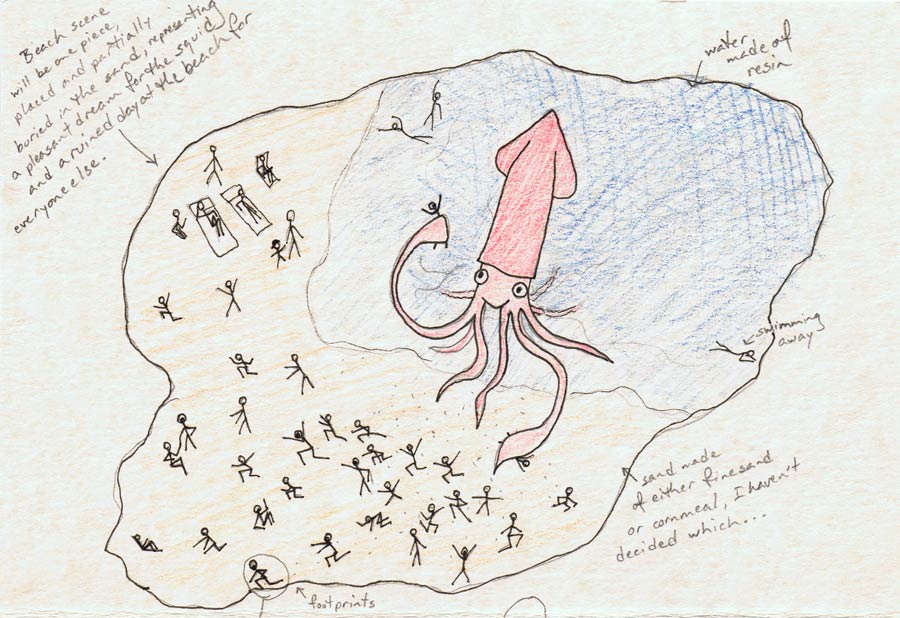 Beach scene
will be one piece,
placed and partially
buried in the sand, representing
a pleasant dream for the squid
and a ruined day at the beach for
everyone else.
water
made of
resin
swimming
away
sand made
of either fine sand
or cornmeal, I haven't
decided which...
footprints